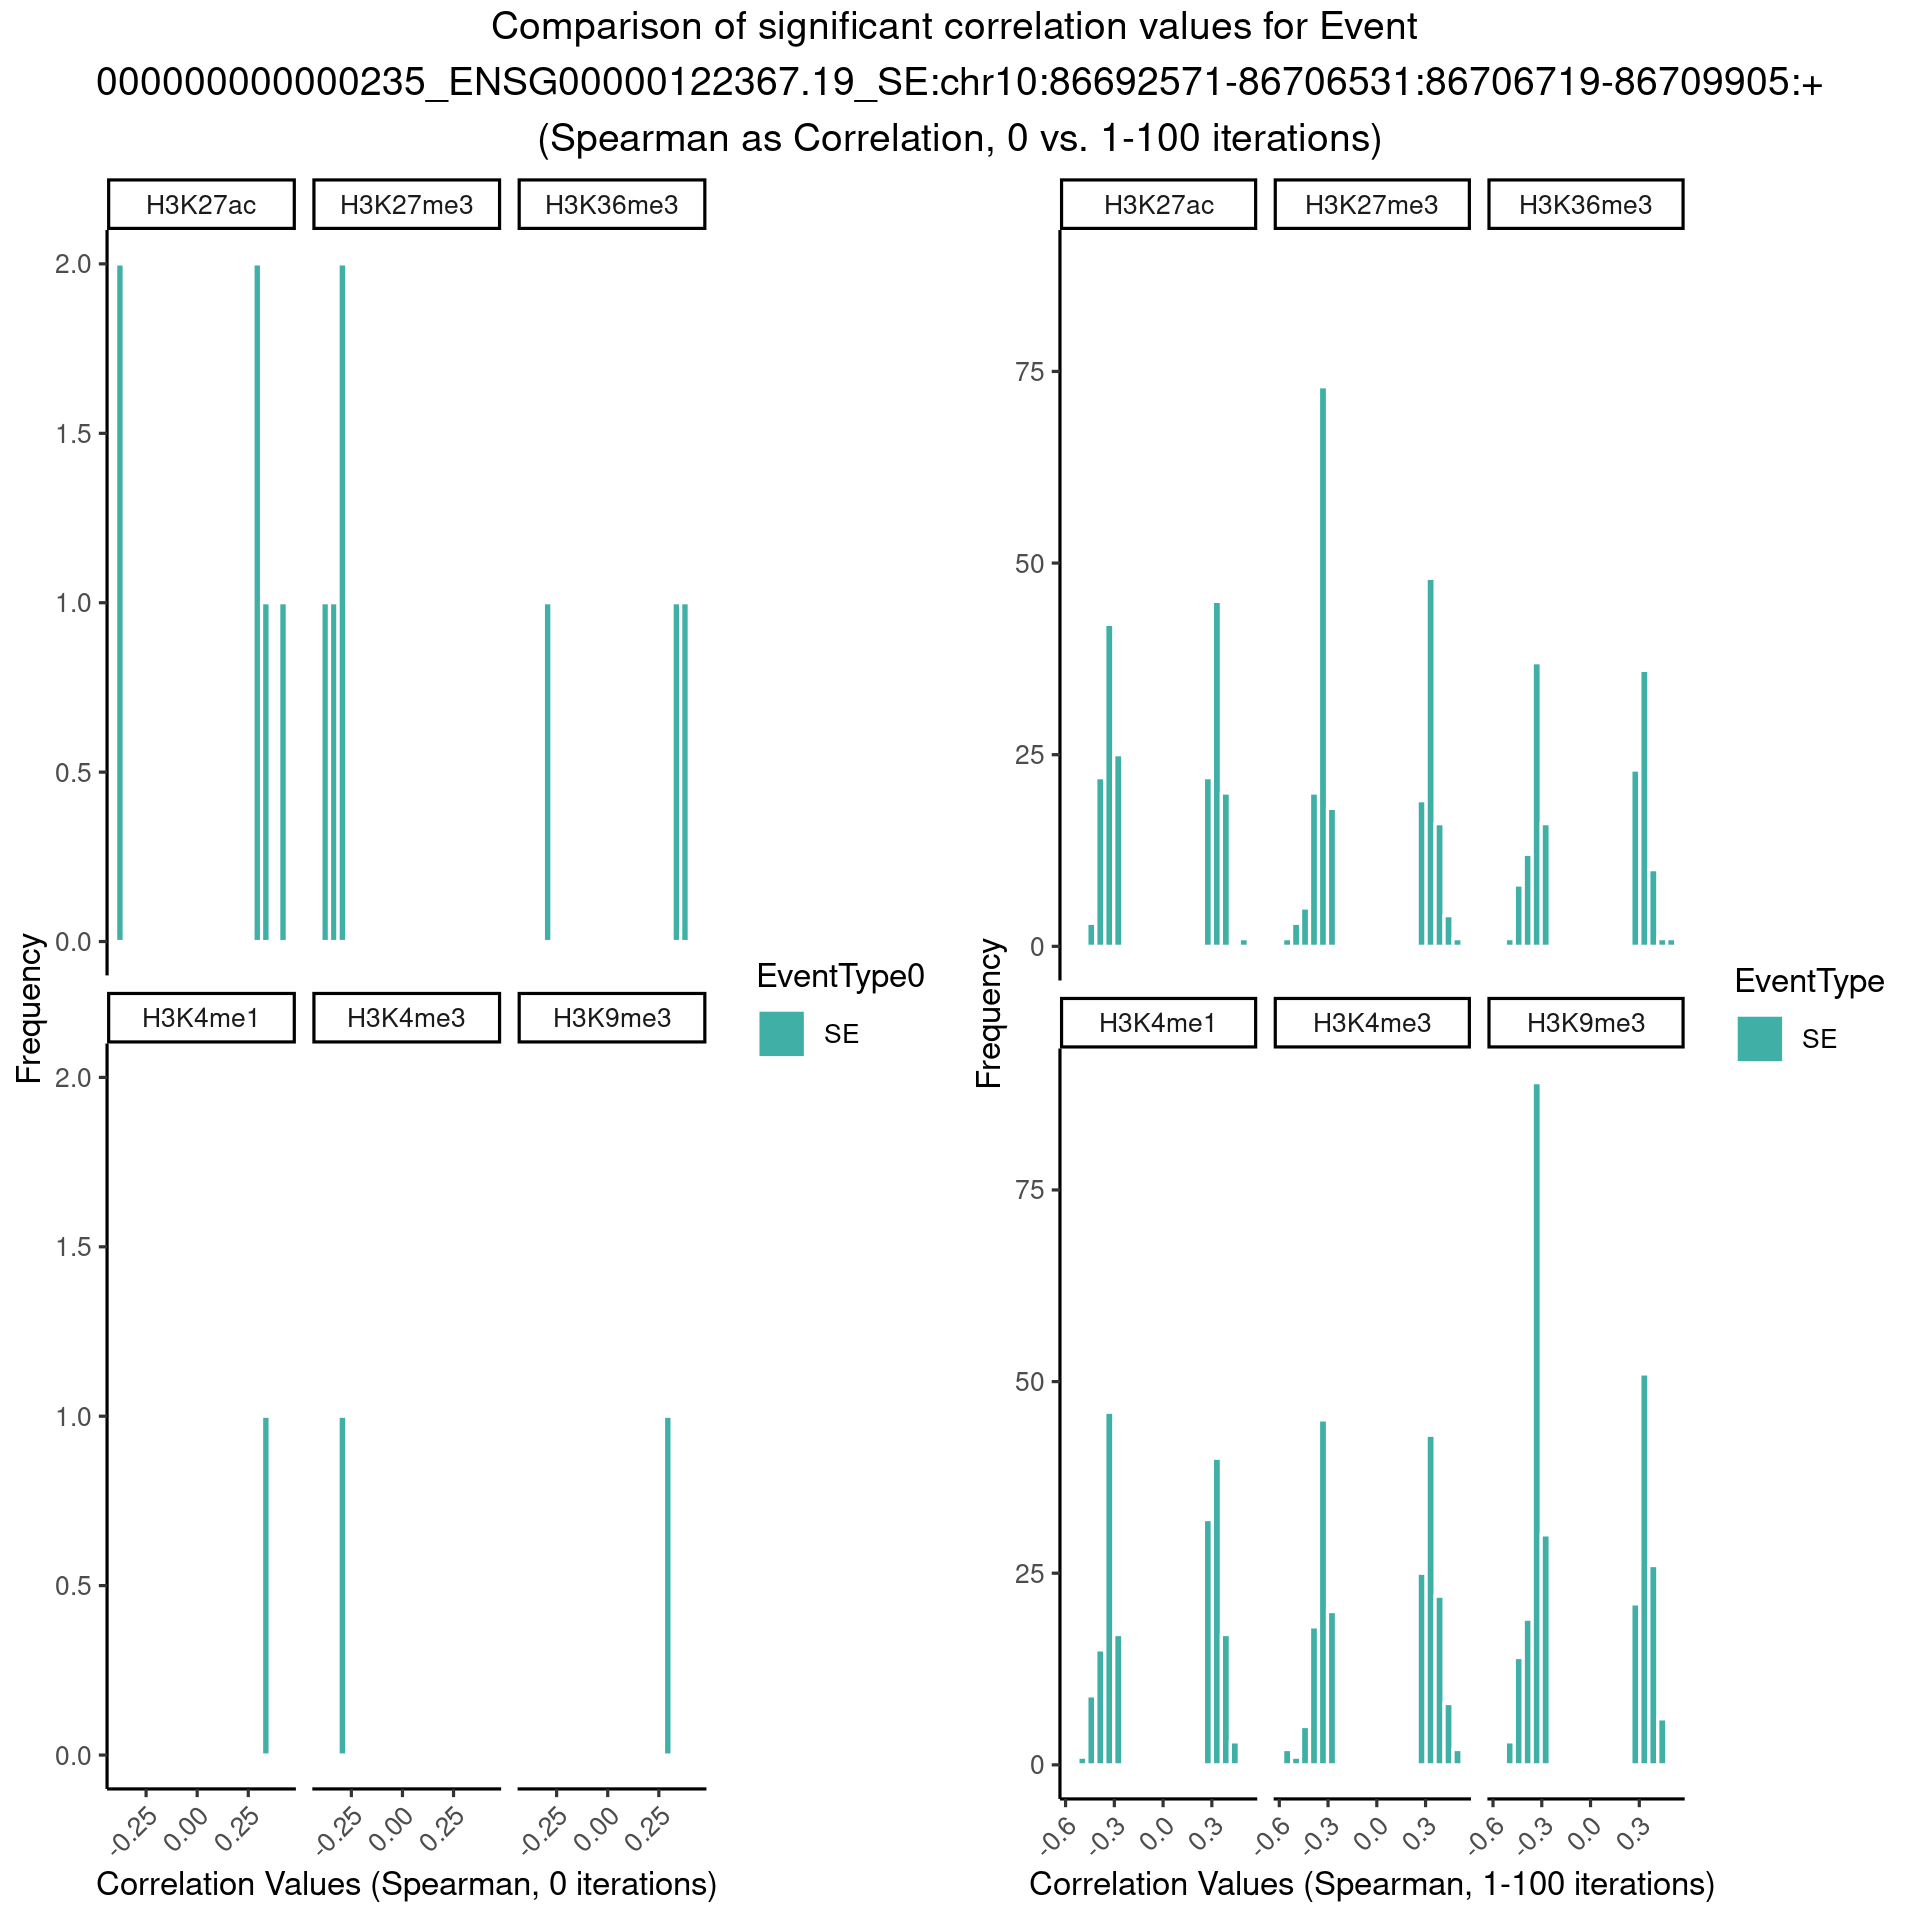 Comparison of significant correlation values for Event
000000000000235_ENSG00000122367.19_SE:chr10:86692571-86706531:86706719-86709905:+
(Spearman as Correlation, 0 vs. 1-100 iterations)
H3K27ac H3K27me3 H3K36me3
2.0
1.5
1.0
0.5
0.0
Frequency
H3K4me1 H3K4me3 H3K9me3
2.0
1.5
1.0
0.5
0.0
-0.25 0.00 0.25 -0.25 0.00 0.25 -0.25 0.00 0.25
Correlation Values (Spearman, 0 iterations)
EventType0
SE
H3K27ac H3K27me3 H3K36me3
75
50
25
0
Frequency
H3K4me1 H3K4me3 H3K9me3
75
50
25
0
-0.6 -0.3 0.0 0.3 -0.6 -0.3 0.0 0.3 -0.6 -0.3 0.0 0.3
Correlation Values (Spearman, 1-100 iterations)
EventType
SE